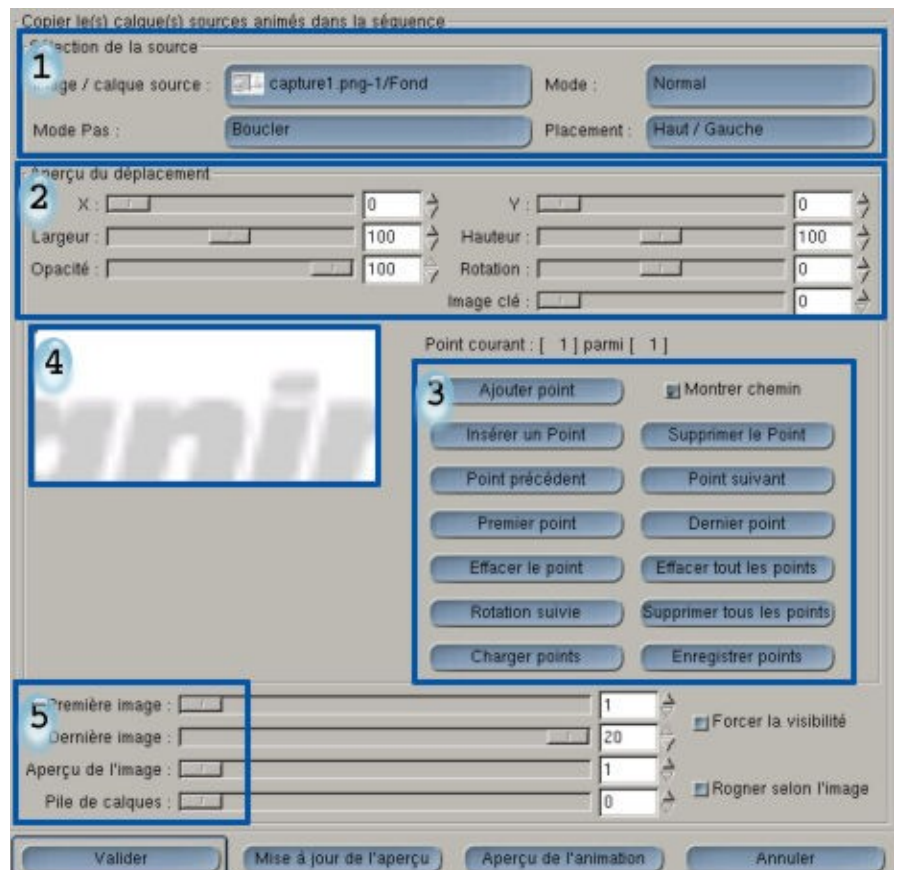 Copier le(s) calque(s) sources animés dans la séquence
Sélection de la source
1
Image / calque source : capture1.png-1/Fond Mode : Normal
Mode Pas : Boucler Placement : Haut / Gauche
Aperçu du déplacement
2
X : 0 Y : 0
Largeur : 100 Hauteur : 100
Opacité : 100 Rotation : 0
Image clé : 0
4
Point courant : [ 1 ] parmi [ 1 ]
3
Ajouter point Montrer chemin
Insérer un Point Supprimer le Point
Point précédent Point suivant
Premier point Dernier point
Effacer le point Effacer tout les points
Rotation suivie Supprimer tous les points
Charger points Enregistrer points
5
Première image : 1 Forcer la visibilité
Dernière image : 20
Aperçu de l'image : 1 Rogner selon l'image
Pile de calques : 0
Valider Mise à jour de l'aperçu Aperçu de l'animation Annuler